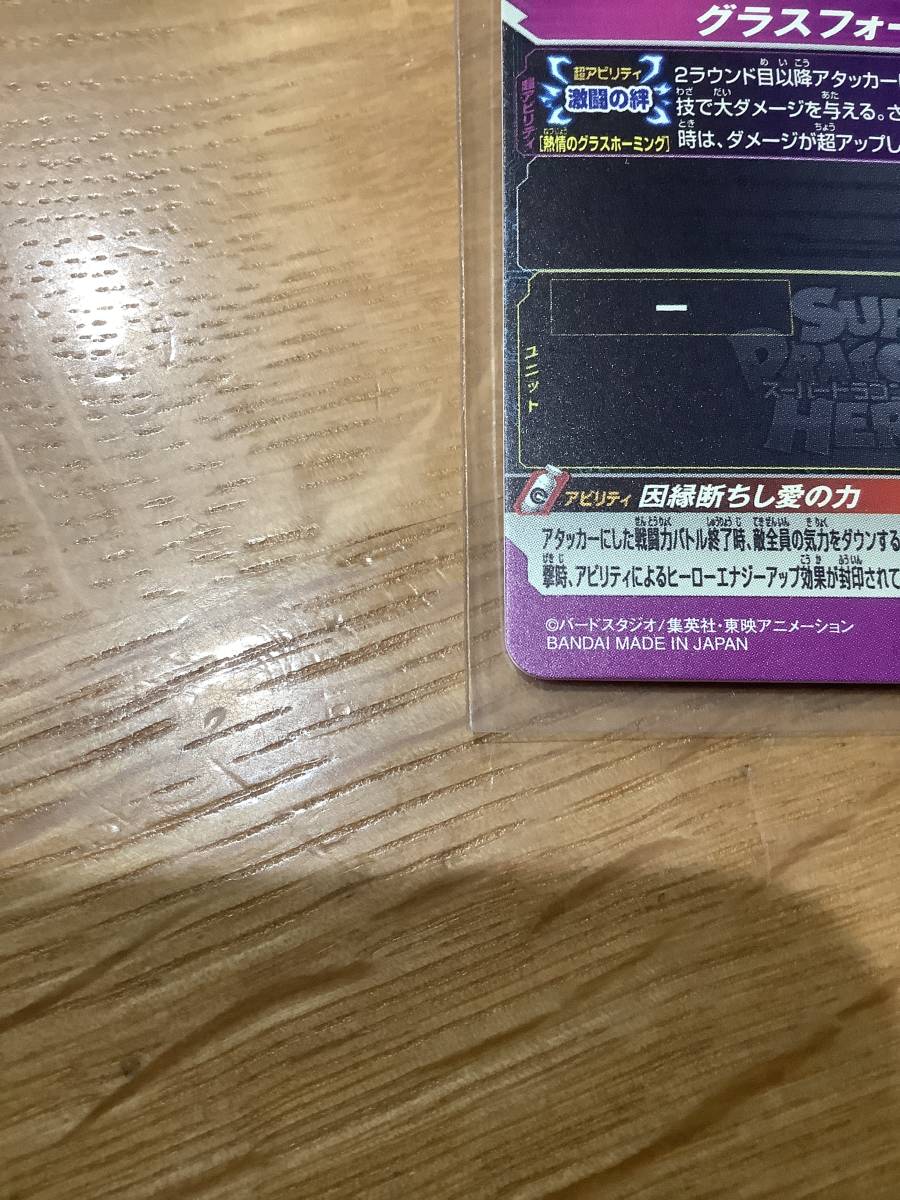 グラスフォー
超アビリティ
超アビリティ
激闘の絆
[熱情のグラスホーミング]
2ラウンド目以降アタッカー
技で大ダメージを与える。さ
時は、ダメージが超アップし
ユニット
ー
SUP
DRAGO
スーパードラゴン
HER
アビリティ 因縁断ちし愛の力
アタッカーにした戦闘力バトル終了時、敵全員の気力をダウンする
撃時、アビリティによるヒーローエナジーアップ効果が封印されて
©バードスタジオ/集英社・東映アニメーション
BANDAI MADE IN JAPAN